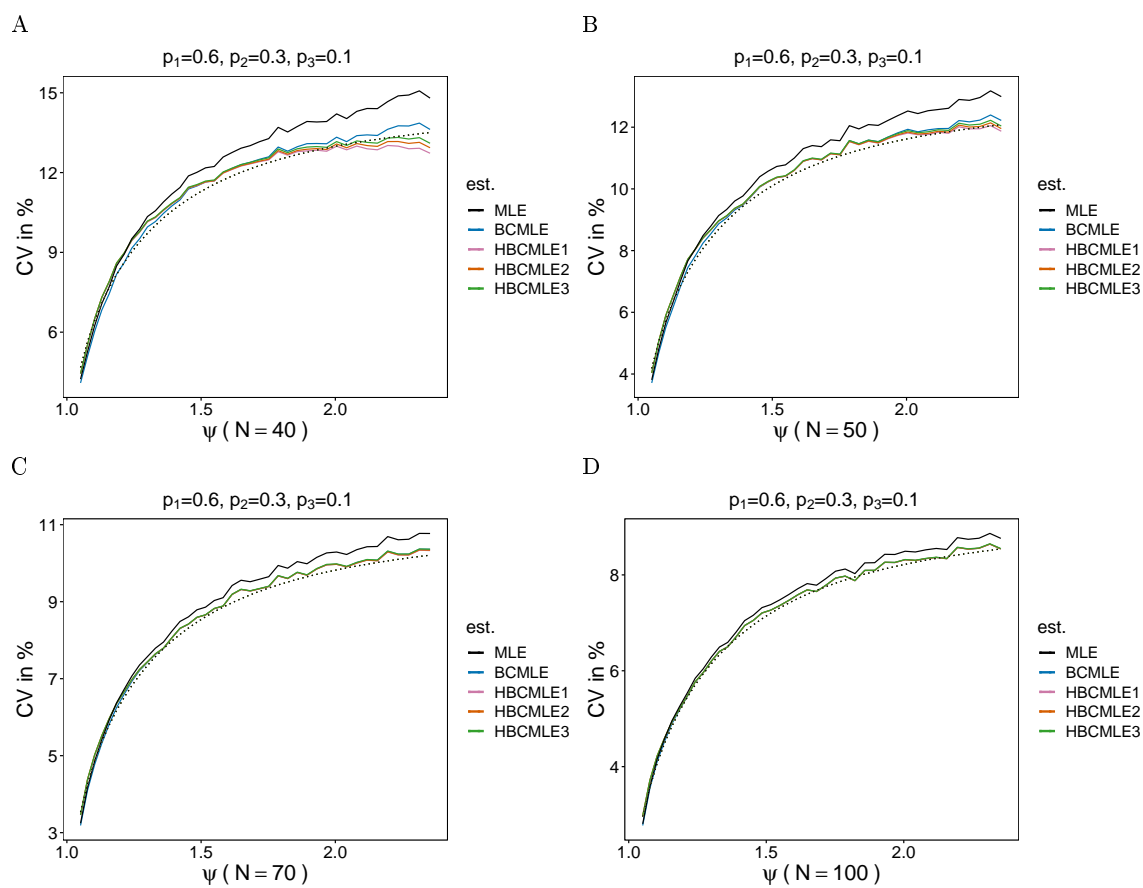 A
p₁=0.6, p₂=0.3, p₃=0.1
CV in %
15
12
9
6
1.0
1.5
2.0
ψ ( N = 40 )
est.
MLE
BCMLE
HBCMLE1
HBCMLE2
HBCMLE3
B
p₁=0.6, p₂=0.3, p₃=0.1
CV in %
12
10
8
6
4
1.0
1.5
2.0
ψ ( N = 50 )
est.
MLE
BCMLE
HBCMLE1
HBCMLE2
HBCMLE3
C
p₁=0.6, p₂=0.3, p₃=0.1
CV in %
11
9
7
5
3
1.0
1.5
2.0
ψ ( N = 70 )
est.
MLE
BCMLE
HBCMLE1
HBCMLE2
HBCMLE3
D
p₁=0.6, p₂=0.3, p₃=0.1
CV in %
8
6
4
1.0
1.5
2.0
ψ ( N = 100 )
est.
MLE
BCMLE
HBCMLE1
HBCMLE2
HBCMLE3